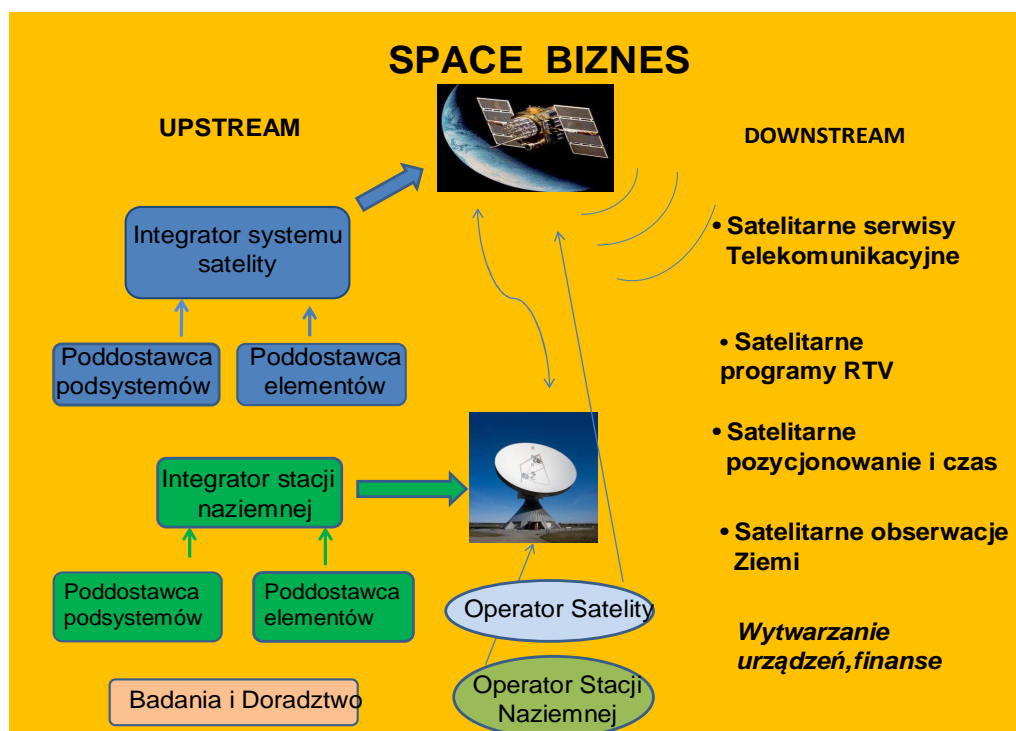 SPACE BIZNES
UPSTREAM
DOWNSTREAM
Integrator systemu
satelity
Poddostawca
podsystemów
Poddostawca
elementów
Integrator stacji
naziemnej
Poddostawca
podsystemów
Poddostawca
elementów
Badania i Doradztwo
Operator Satelity
Operator Stacji
Naziemnej
• Satelitarne serwisy
Telekomunikacyjne
• Satelitarne
programy RTV
• Satelitarne
pozycjonowanie i czas
• Satelitarne obserwacje
Ziemi
Wytwarzanie
urządzeń,finanse